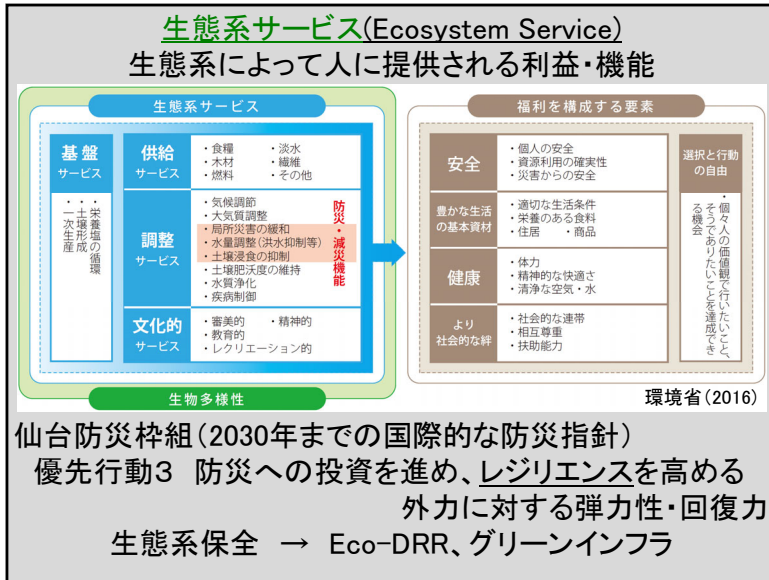 生態系サービス(Ecosystem Service)
生態系によって人に提供される利益・機能
生態系サービス
基盤
サービス
・栄養塩の循環
・土壌形成
・一次生産
供給
サービス
・食糧 ・淡水
・木材 ・繊維
・燃料 ・その他
調整
サービス
・気候調節
・大気質調整
・局所災害の緩和
・水量調整(洪水抑制等)
・土壌浸食の抑制
・土壌肥沃度の維持
・水質浄化
・疾病制御
防災・減災機能
文化的
サービス
・審美的 ・精神的
・教育的
・レクリエーション的
生物多様性
福利を構成する要素
安全
・個人の安全
・資源利用の確実性
・災害からの安全
豊かな生活
の基本資材
・適切な生活条件
・栄養のある食料
・住居 ・商品
健康
・体力
・精神的な快適さ
・清浄な空気・水
より
社会的な絆
・社会的な連帯
・相互尊重
・扶助能力
選択と行動
の自由
・個々人の価値観で行いたいこと、
そうでありたいことを達成でき
る機会
環境省(2016)
仙台防災枠組(2030年までの国際的な防災指針)
優先行動3 防災への投資を進め、レジリエンスを高める
外力に対する弾力性・回復力
生態系保全 → Eco-DRR、グリーンインフラ